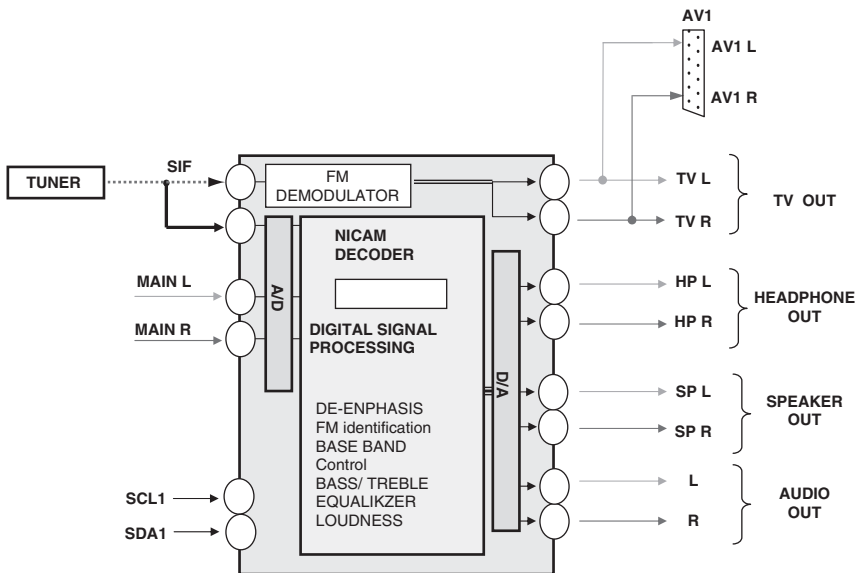 AV1
AV1 L
AV1 R
TUNER
SIF
FM
DEMODULATOR
TV L
TV R
TV OUT
NICAM
DECODER
A/D
MAIN L
MAIN R
DIGITAL SIGNAL
PROCESSING
D/A
HP L
HP R
HEADPHONE
OUT
DE-ENPHASIS
FM identification
BASE BAND
Control
BASS/ TREBLE
EQUALIKZER
LOUDNESS
SP L
SP R
SPEAKER
OUT
SCL1
SDA1
L
R
AUDIO
OUT